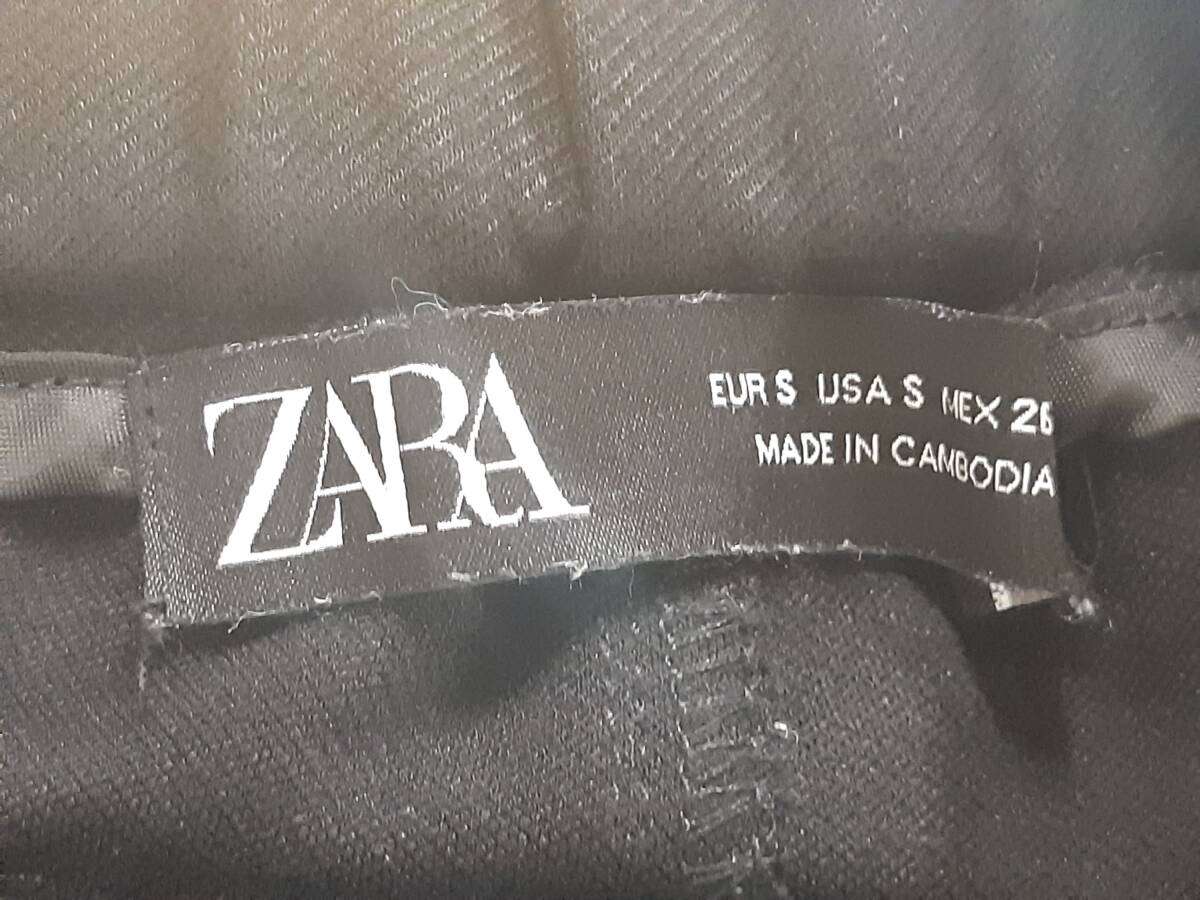 ZARA
EUR S USA S MEX 26
MADE IN CAMBODIA